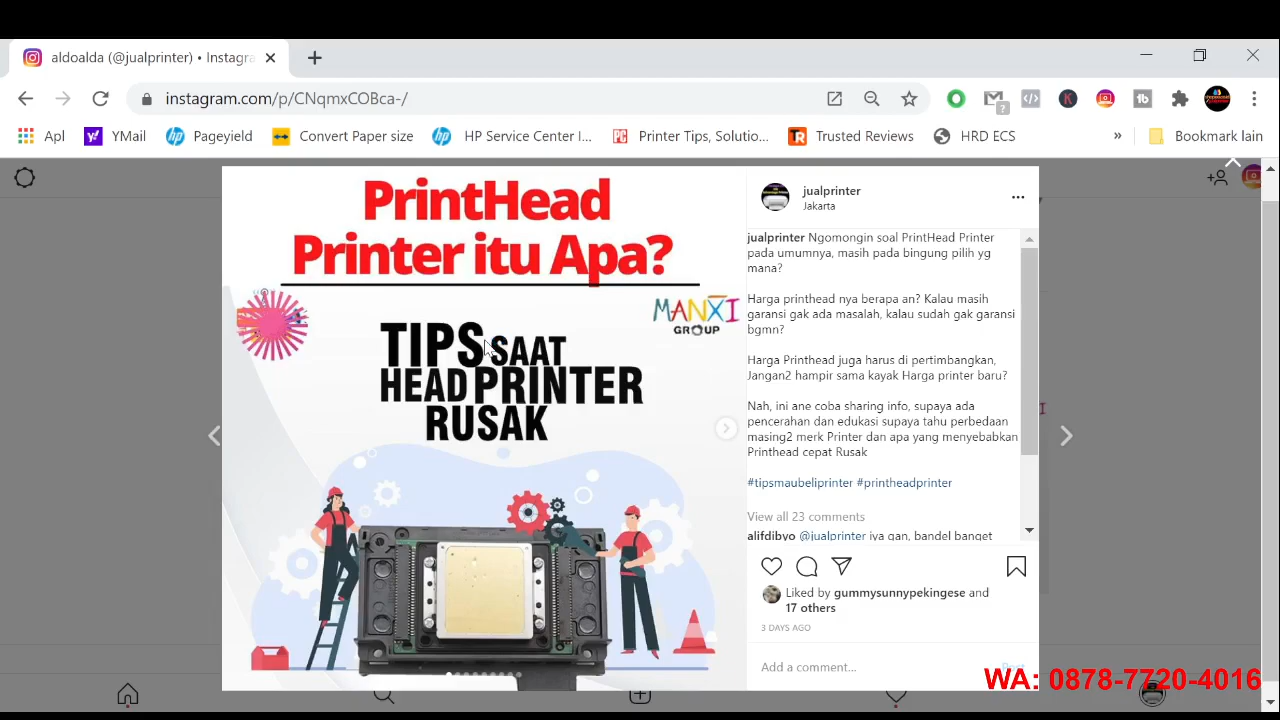 aldoalda (@jualprinter) • Instagra
instagram.com/p/CNqmxCOBca-/
Apl
YMail
Pageyield
Convert Paper size
HP Service Center I...
Printer Tips, Solutio...
Trusted Reviews
HRD ECS
»
Bookmark lain
PrintHead
Printer itu Apa?
MANXI
GROUP
TIPS SAAT
HEAD PRINTER
RUSAK
jualprinter
Jakarta
jualprinter Ngomongin soal PrintHead Printer
pada umumnya, masih pada bingung pilih yg
mana?
Harga printhead nya berapa an? Kalau masih
garansi gak ada masalah, kalau sudah gak garansi
bgmn?
Harga Printhead juga harus di pertimbangkan,
Jangan2 hampir sama kayak Harga printer baru?
Nah, ini ane coba sharing info, supaya ada
pencerahan dan edukasi supaya tahu perbedaan
masing2 merk Printer dan apa yang menyebabkan
Printhead cepat Rusak
#tipsmaubeliprinter #printheadprinter
View all 23 comments
alifdibyo @jualprinter iya gan, bandel banget
Liked by gummysunnypekingese and
17 others
3 DAYS AGO
Add a comment...
Post
WA: 0878-7720-4016